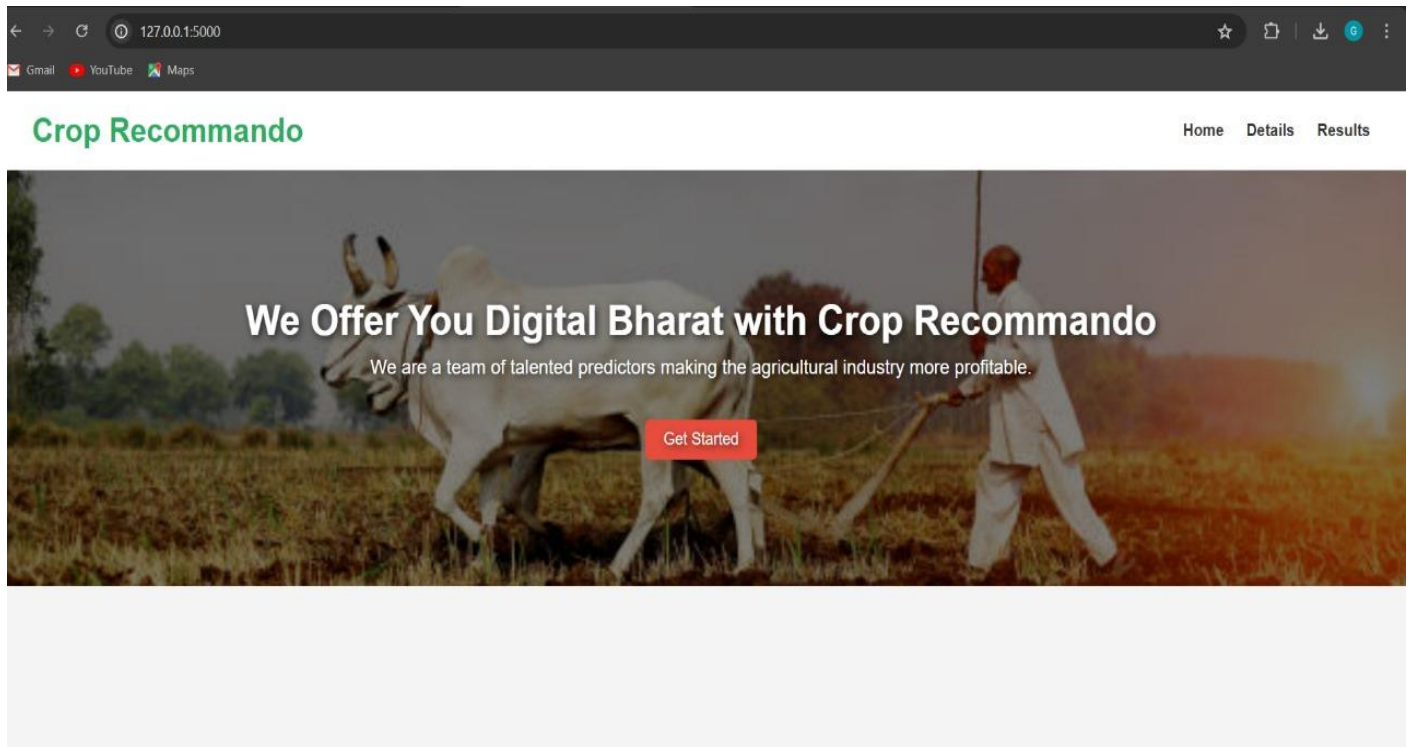 127.0.0.1:5000
G
Gmail YouTube Maps
Crop Recommando
Home Details Results
We Offer You Digital Bharat with Crop Recommando
We are a team of talented predictors making the agricultural industry more profitable.
Get Started